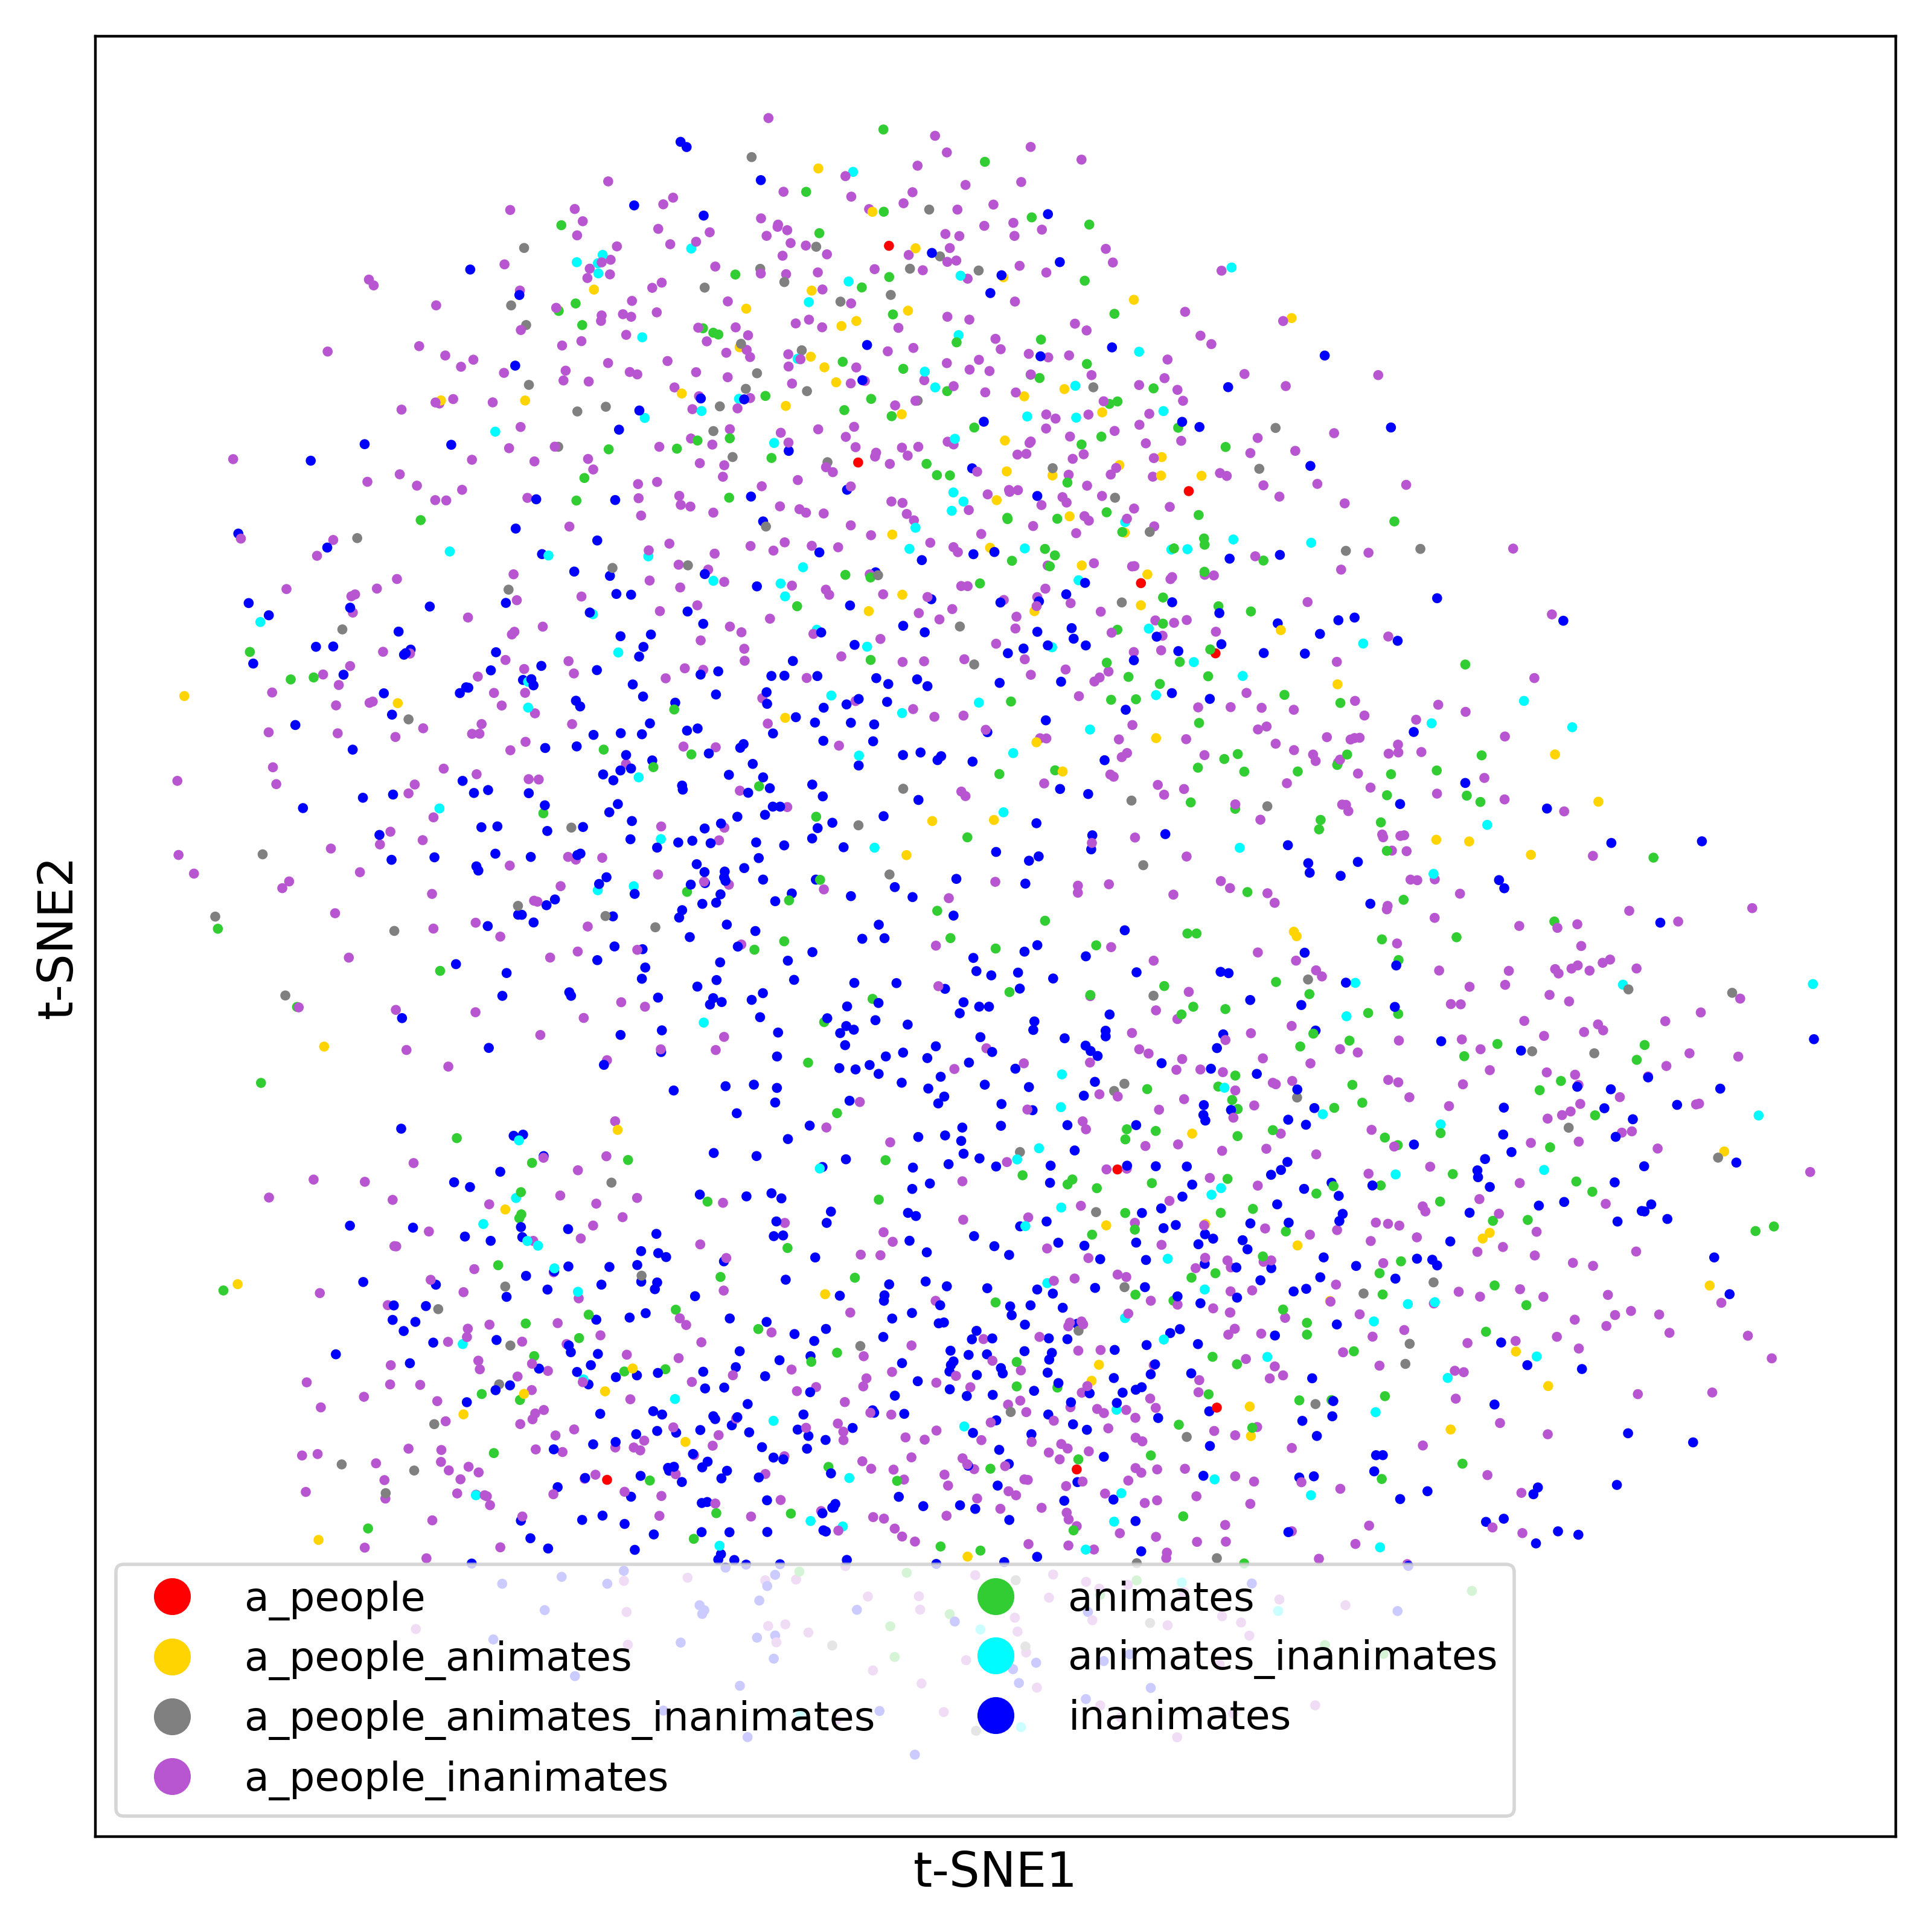 t-SNE2
a_people
a_people_animates
a_people_animates_inanimates
a_people_inanimates
animates
animates_inanimates
inanimates
t-SNE1